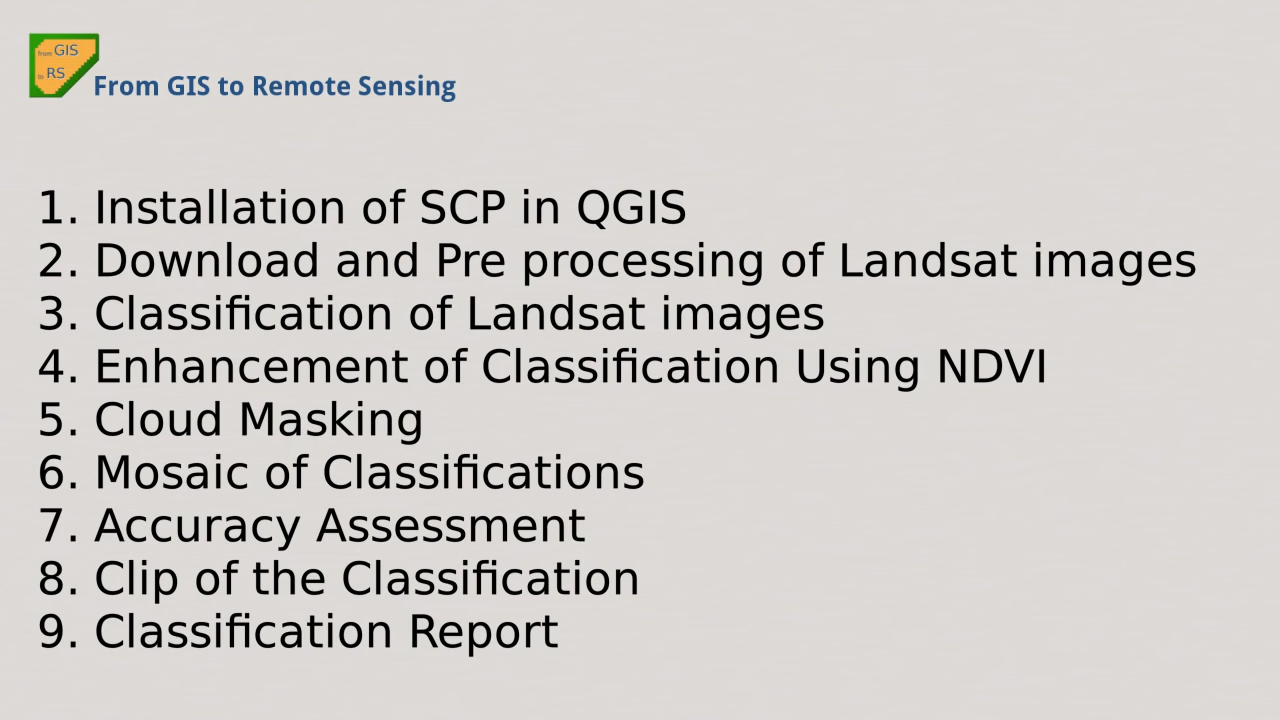 from GIS
to RS
From GIS to Remote Sensing
1. Installation of SCP in QGIS
2. Download and Pre processing of Landsat images
3. Classification of Landsat images
4. Enhancement of Classification Using NDVI
5. Cloud Masking
6. Mosaic of Classifications
7. Accuracy Assessment
8. Clip of the Classification
9. Classification Report